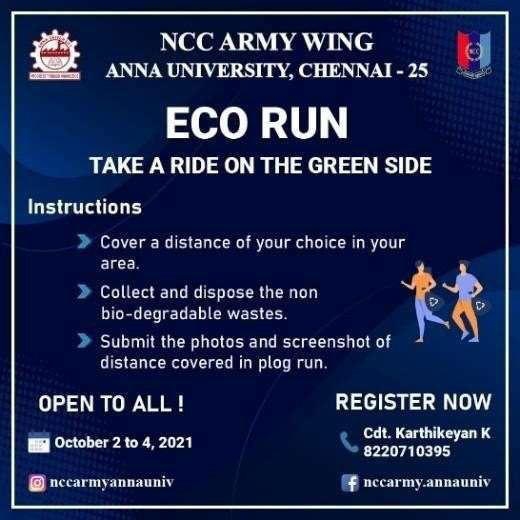 NCC ARMY WING
ANNA UNIVERSITY, CHENNAI - 25
ECO RUN
TAKE A RIDE ON THE GREEN SIDE
Instructions
Cover a distance of your choice in your
area.
Collect and dispose the non
bio-degradable wastes.
Submit the photos and screenshot of
distance covered in plog run.
OPEN TO ALL !
October 2 to 4, 2021
nccarmyannauniv
REGISTER NOW
Cdt. Karthikeyan K
8220710395
nccarmy.annauniv